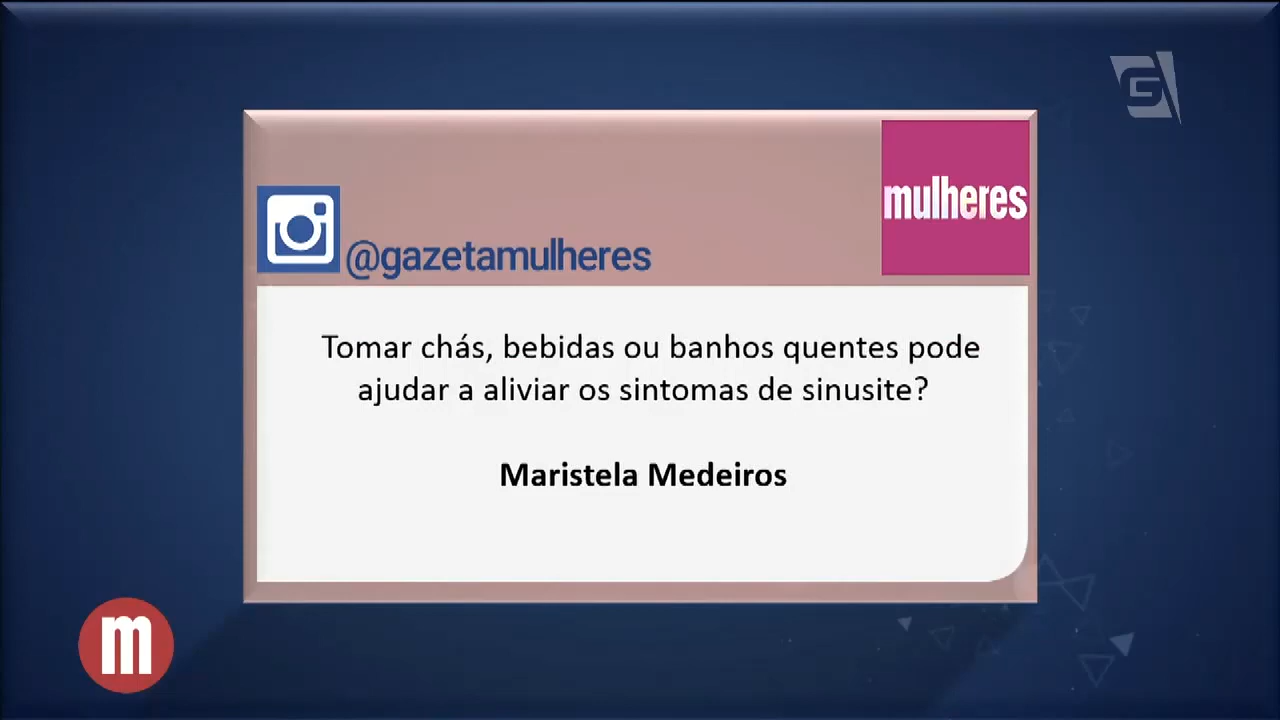 mulheres
@gazetamulheres
Tomar chás, bebidas ou banhos quentes pode
ajudar a aliviar os sintomas de sinusite?
Maristela Medeiros
m
G